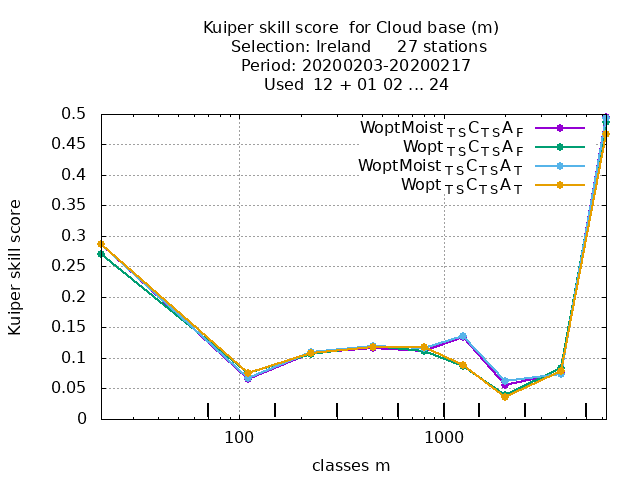 Kuiper skill score  for Cloud base (m)
Selection: Ireland     27 stations
Period: 20200203-20200217
Used  12 + 01 02 ... 24
Kuiper skill score
0.5
0.45
0.4
0.35
0.3
0.25
0.2
0.15
0.1
0.05
0
WoptMoist TS C TS A F
Wopt TS C TS A F
WoptMoist TS C TS A T
Wopt TS C TS A T
100
1000
classes m